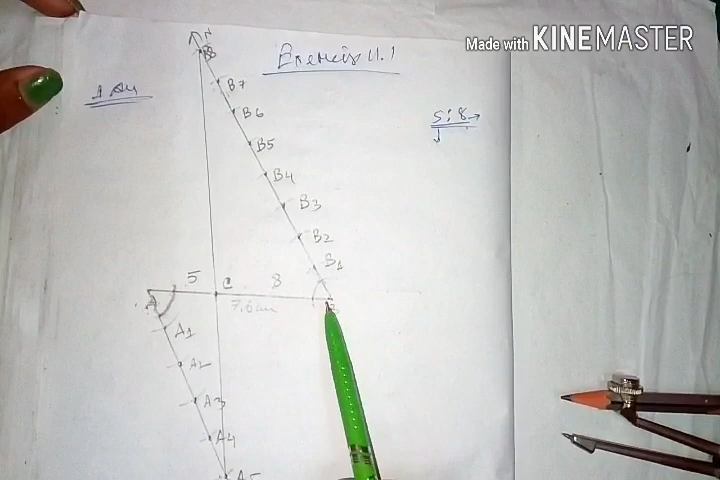 Made with KINEMASTER
Exercise 11.1
1 Ans
5:8
B7
B6
B5
B4
B3
B2
B1
5 C 8
A 7.6cm B
A1
A2
A3
A4
A5